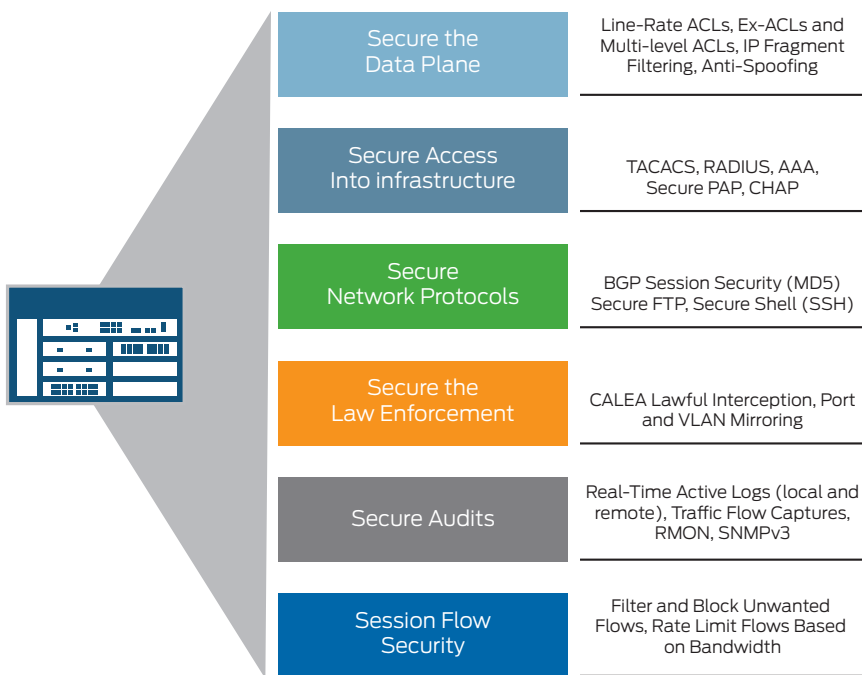 Secure the
Data Plane
Line-Rate ACLs, Ex-ACLs and
Multi-level ACLs, IP Fragment
Filtering, Anti-Spoofing
Secure Access
Into infrastructure
TACACS, RADIUS, AAA,
Secure PAP, CHAP
Secure
Network Protocols
BGP Session Security (MD5)
Secure FTP, Secure Shell (SSH)
Secure the
Law Enforcement
CALEA Lawful Interception, Port
and VLAN Mirroring
Secure Audits
Real-Time Active Logs (local and
remote), Traffic Flow Captures,
RMON, SNMPv3
Session Flow
Security
Filter and Block Unwanted
Flows, Rate Limit Flows Based
on Bandwidth